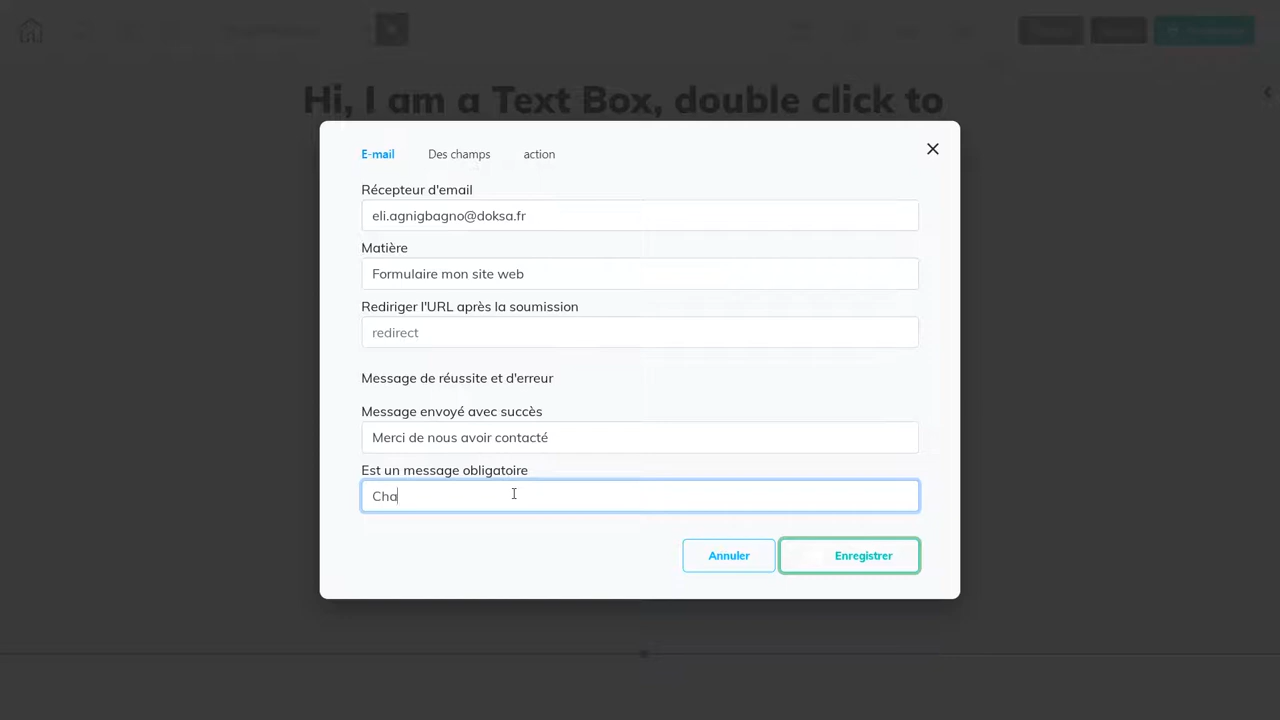 Hi, I am a Text Box, double click to
E-mail Des champs action
Récepteur d'email
eli.agnigbagno@doksa.fr
Matière
Formulaire mon site web
Rediriger l'URL après la soumission
redirect
Message de réussite et d'erreur
Message envoyé avec succès
Merci de nous avoir contacté
Est un message obligatoire
Cha
Annuler Enregistrer